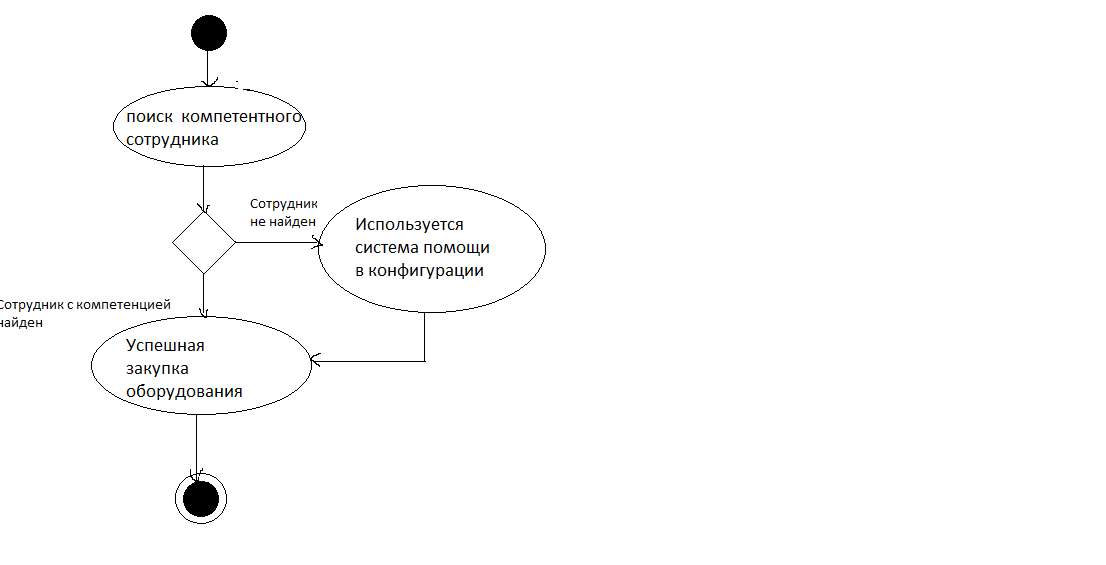 поиск компетентного
сотрудника
Сотрудник
не найден
Используется
система помощи
в конфигурации
Сотрудник с компетенцией
найден
Успешная
закупка
оборудования